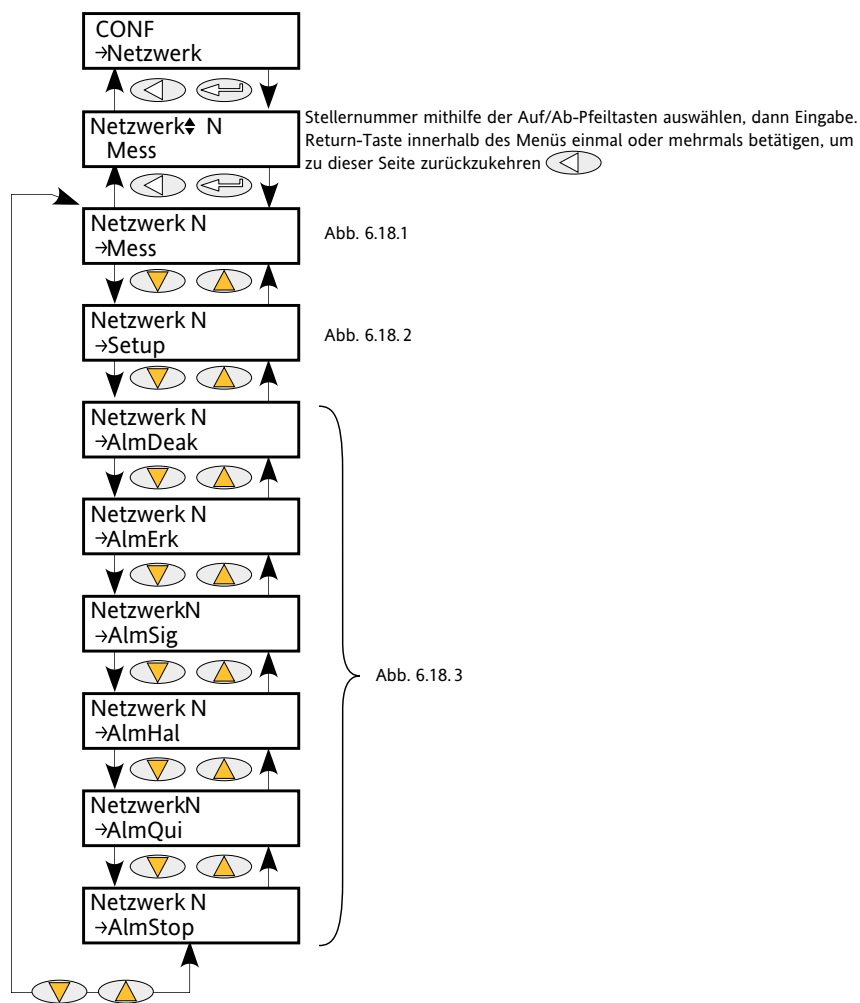 CONF
→Netzwerk
Netzwerk♦ N
Mess
Stellernummer mithilfe der Auf/Ab-Pfeiltasten auswählen, dann Eingabe.
Return-Taste innerhalb des Menüs einmal oder mehrmals betätigen, um
zu dieser Seite zurückzukehren
Netzwerk N
→Mess
Abb. 6.18.1
Netzwerk N
→Setup
Abb. 6.18.2
Netzwerk N
→AlmDeak
Netzwerk N
→AlmErk
NetzwerkN
→AlmSig
Abb. 6.18.3
Netzwerk N
→AlmHal
NetzwerkN
→AlmQui
Netzwerk N
→AlmStop